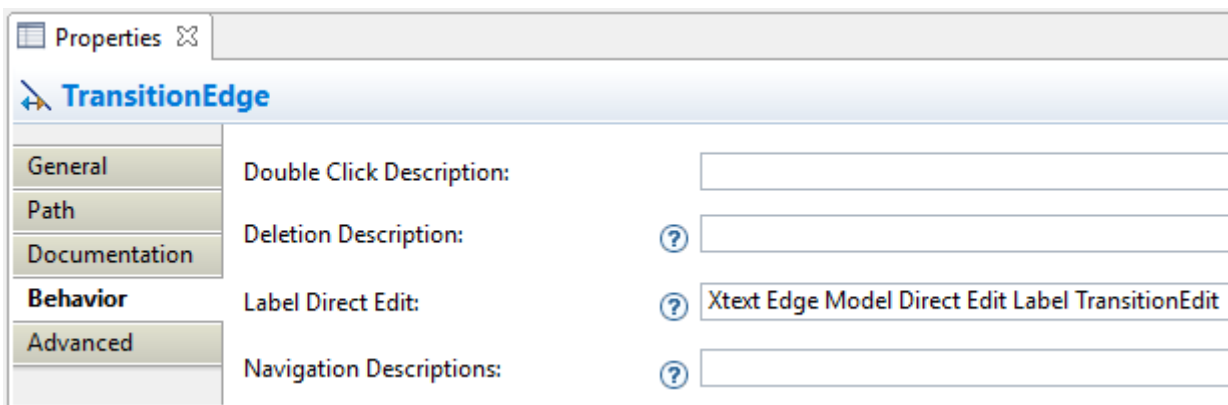 Properties
TransitionEdge
General
Double Click Description:
Path
Deletion Description:
Documentation
Behavior
Label Direct Edit:
Xtext Edge Model Direct Edit Label TransitionEdit
Advanced
Navigation Descriptions: